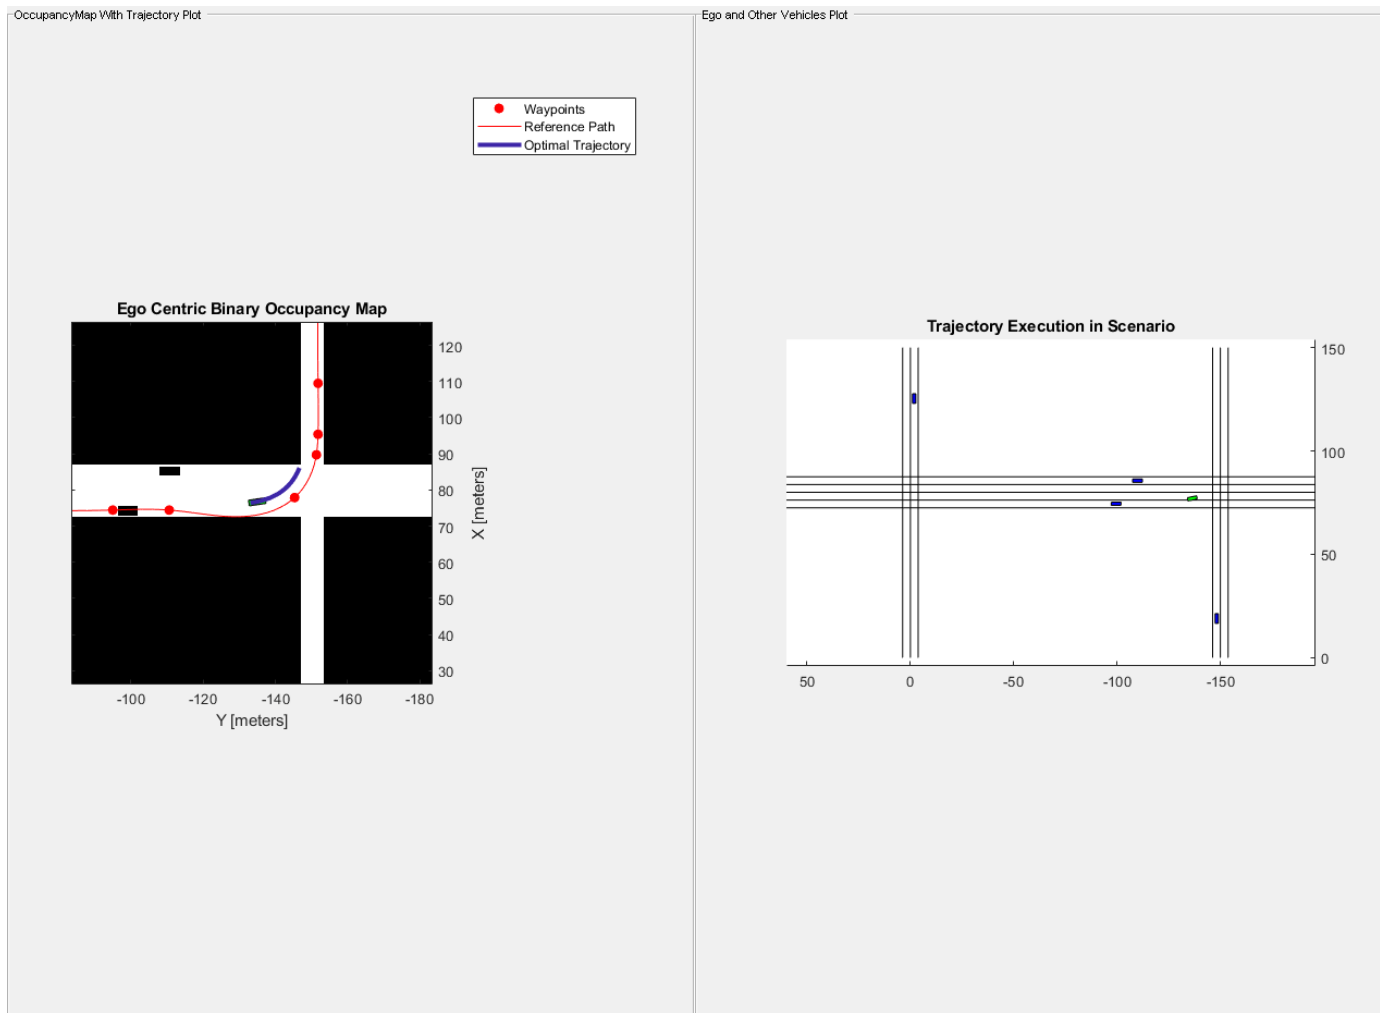 OccupancyMap With Trajectory Plot
Ego and Other Vehicles Plot
Waypoints
Reference Path
Optimal Trajectory
Ego Centric Binary Occupancy Map
120
110
100
90
80
70
60
50
40
30
X [meters]
-100
-120
-140
-160
-180
Y [meters]
Trajectory Execution in Scenario
150
100
50
0
50
0
-50
-100
-150